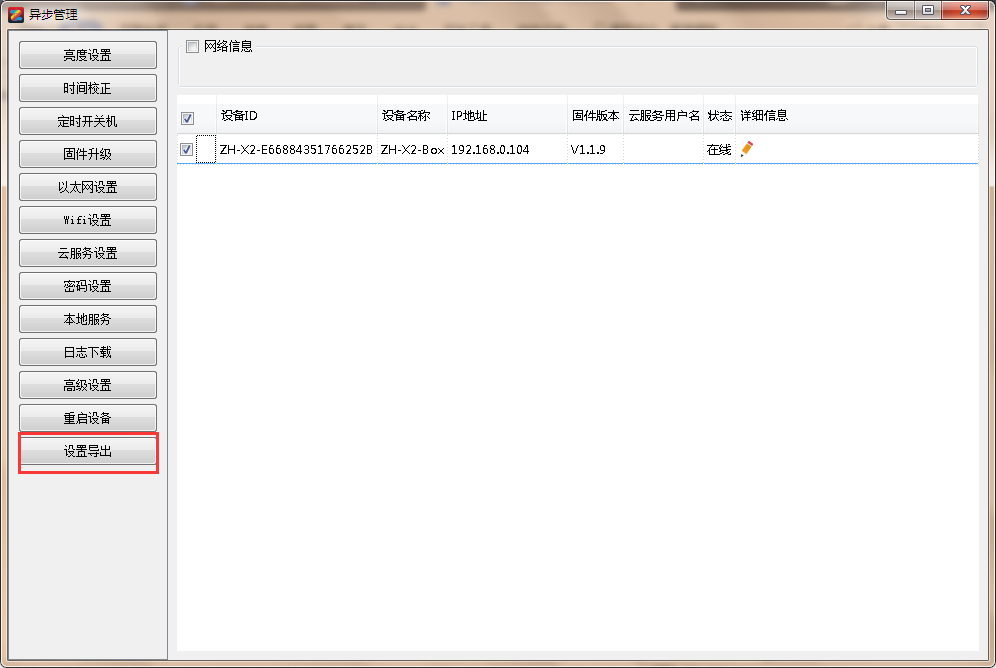 异步管理
亮度设置
时间校正
定时开关机
固件升级
以太网设置
Wifi设置
云服务设置
密码设置
本地服务
日志下载
高级设置
重启设备
设置导出
网络信息
设备ID 设备名称 IP地址 固件版本 云服务用户名 状态 详细信息
ZH-X2-E66884351766252B ZH-X2-Box 192.168.0.104 V1.1.9 在线